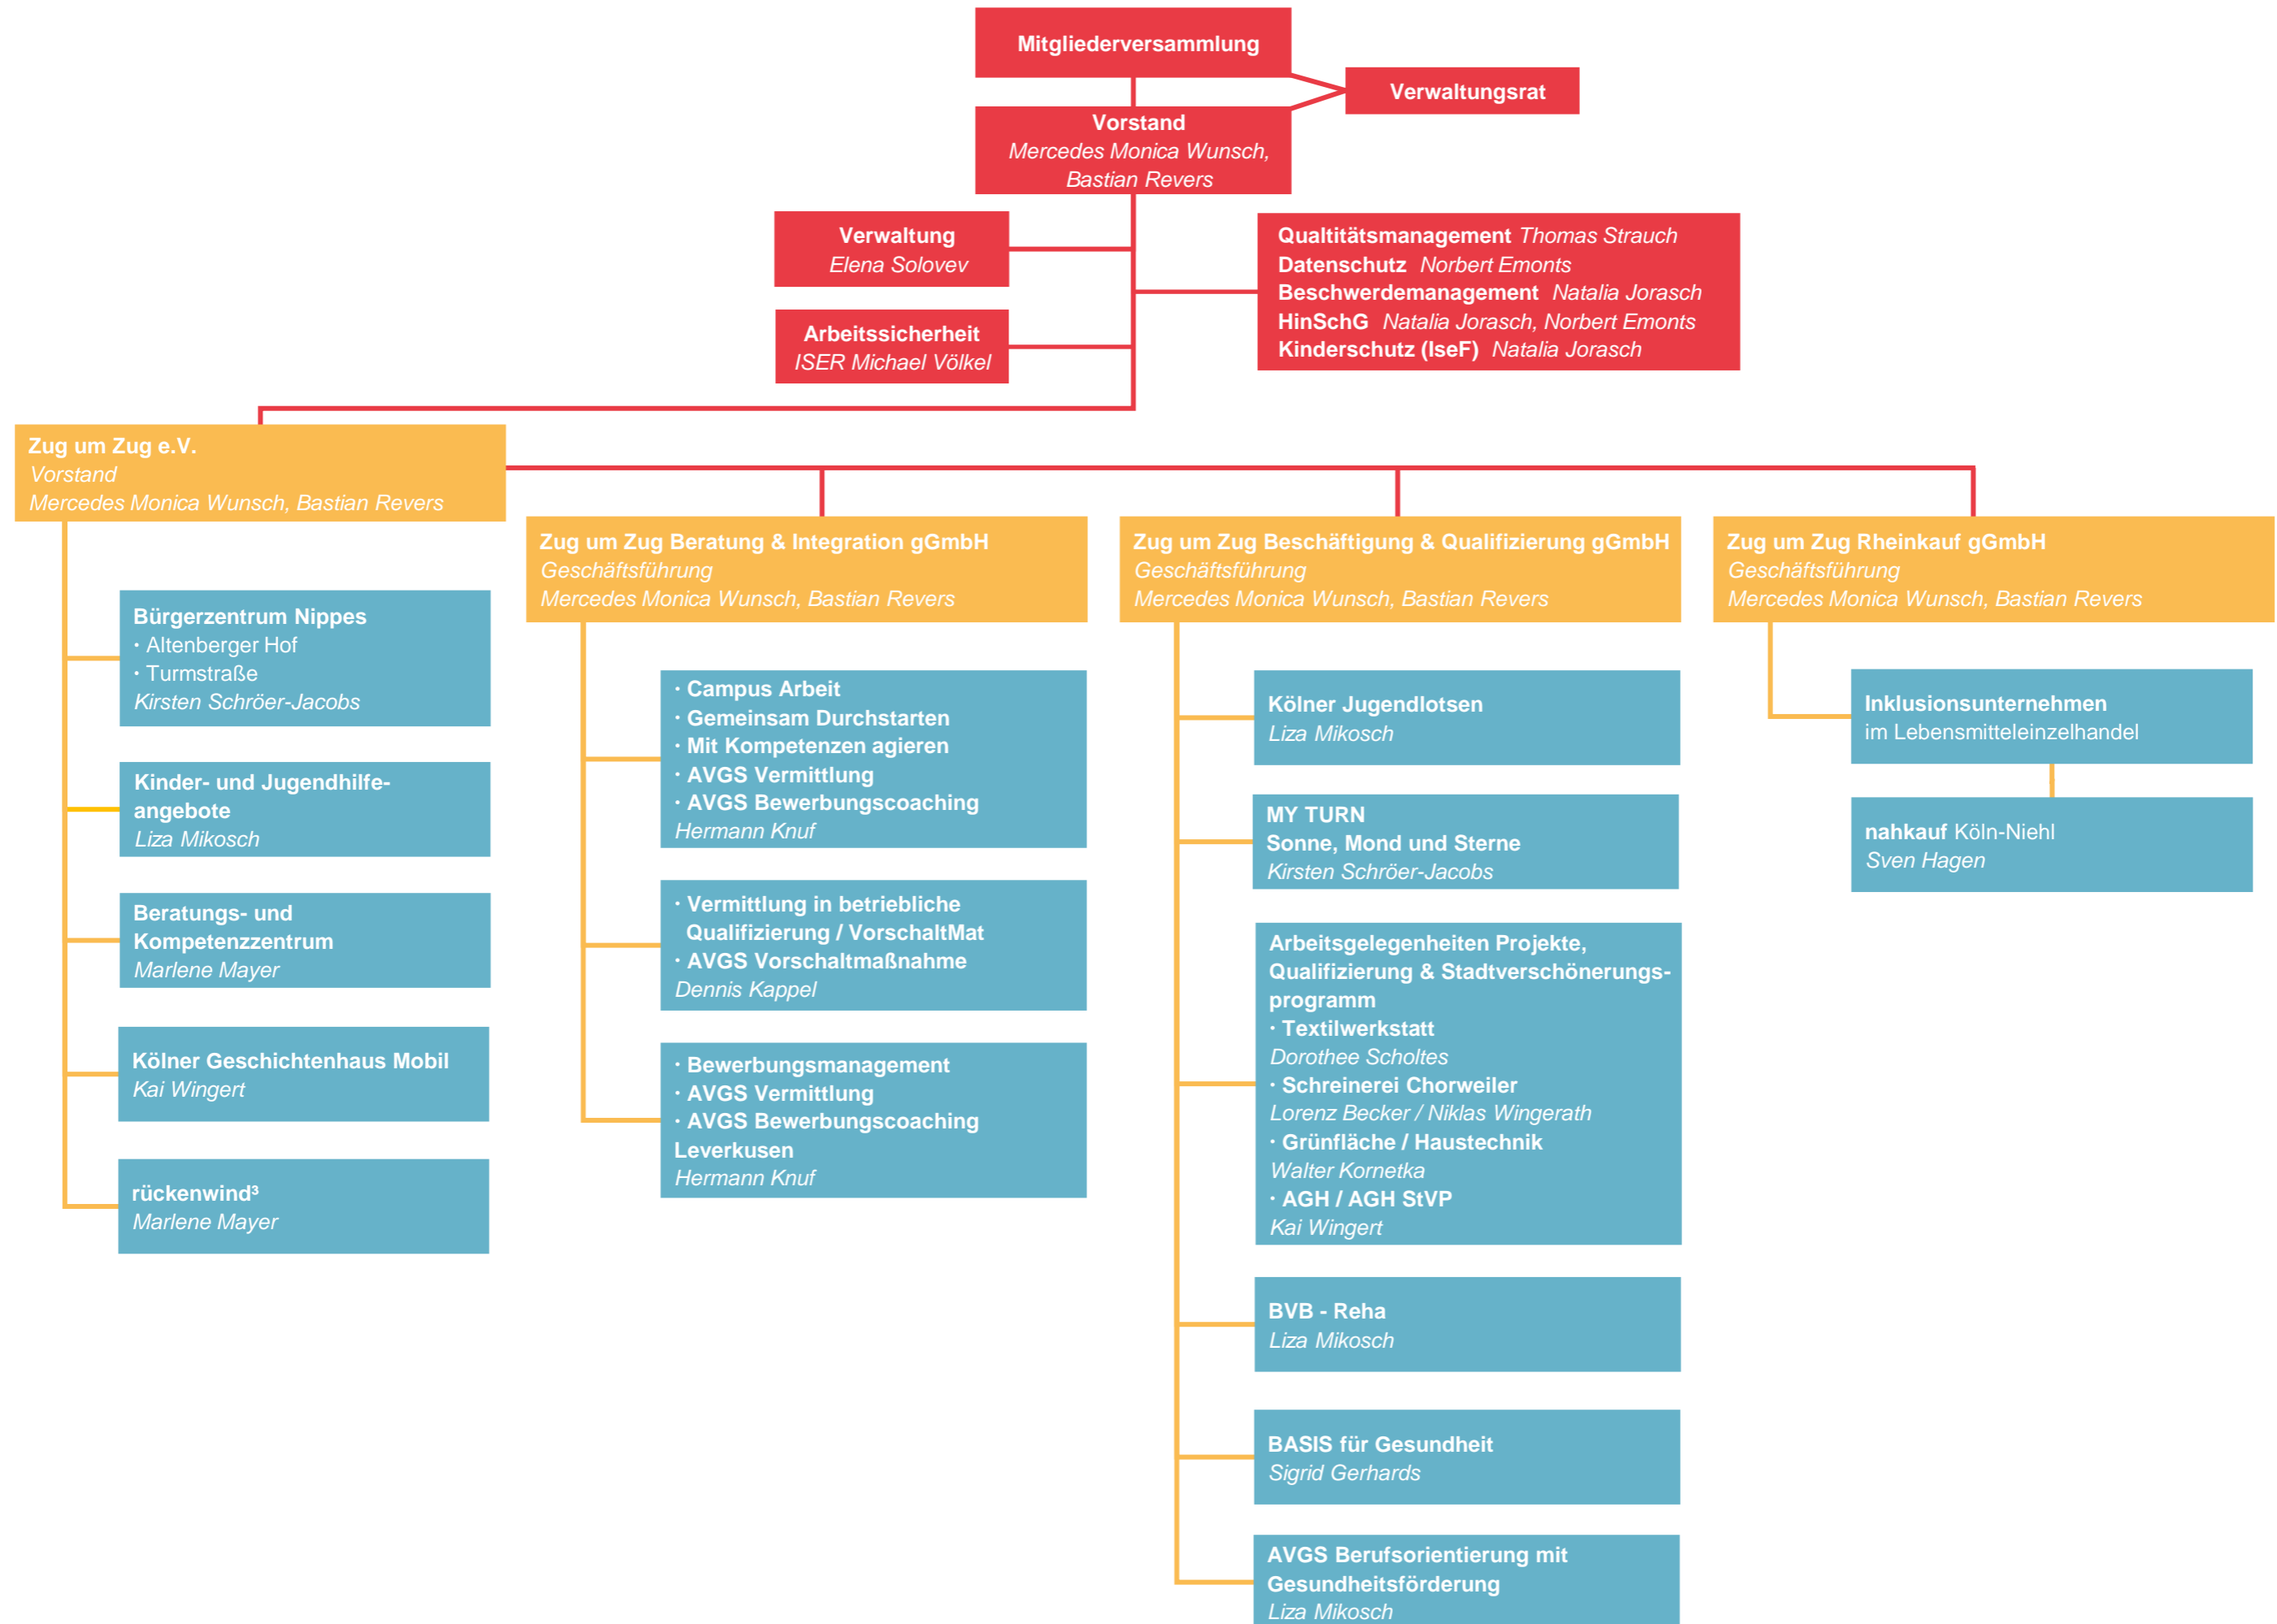 Mitgliederversammlung
Verwaltungsrat
Vorstand
Mercedes Monica Wunsch,
Bastian Revers
Verwaltung
Elena Solovev
Arbeitssicherheit
ISER Michael Völkel
Qualtitätsmanagement Thomas Strauch
Datenschutz Norbert Emonts
Beschwerdemanagement Natalia Jorasch
HinSchG Natalia Jorasch, Norbert Emonts
Kinderschutz (IseF) Natalia Jorasch
Zug um Zug e.V.
Vorstand
Mercedes Monica Wunsch, Bastian Revers
Bürgerzentrum Nippes
· Altenberger Hof
· Turmstraße
Kirsten Schröer-Jacobs
Kinder- und Jugendhilfe-
angebote
Liza Mikosch
Beratungs- und
Kompetenzzentrum
Marlene Mayer
Kölner Geschichtenhaus Mobil
Kai Wingert
rückenwind³
Marlene Mayer
Zug um Zug Beratung & Integration gGmbH
Geschäftsführung
Mercedes Monica Wunsch, Bastian Revers
· Campus Arbeit
· Gemeinsam Durchstarten
· Mit Kompetenzen agieren
· AVGS Vermittlung
· AVGS Bewerbungscoaching
Hermann Knuf
· Vermittlung in betriebliche
Qualifizierung / VorschaltMat
· AVGS Vorschaltmaßnahme
Dennis Kappel
· Bewerbungsmanagement
· AVGS Vermittlung
· AVGS Bewerbungscoaching
Leverkusen
Hermann Knuf
Zug um Zug Beschäftigung & Qualifizierung gGmbH
Geschäftsführung
Mercedes Monica Wunsch, Bastian Revers
Kölner Jugendlotsen
Liza Mikosch
MY TURN
Sonne, Mond und Sterne
Kirsten Schröer-Jacobs
Arbeitsgelegenheiten Projekte,
Qualifizierung & Stadtverschönerungs-
programm
· Textilwerkstatt
Dorothee Scholtes
· Schreinerei Chorweiler
Lorenz Becker / Niklas Wingerath
· Grünfläche / Haustechnik
Walter Kornetka
· AGH / AGH StVP
Kai Wingert
BVB - Reha
Liza Mikosch
BASIS für Gesundheit
Sigrid Gerhards
AVGS Berufsorientierung mit
Gesundheitsförderung
Liza Mikosch
Zug um Zug Rheinkauf gGmbH
Geschäftsführung
Mercedes Monica Wunsch, Bastian Revers
Inklusionsunternehmen
im Lebensmitteleinzelhandel
nahkauf Köln-Niehl
Sven Hagen